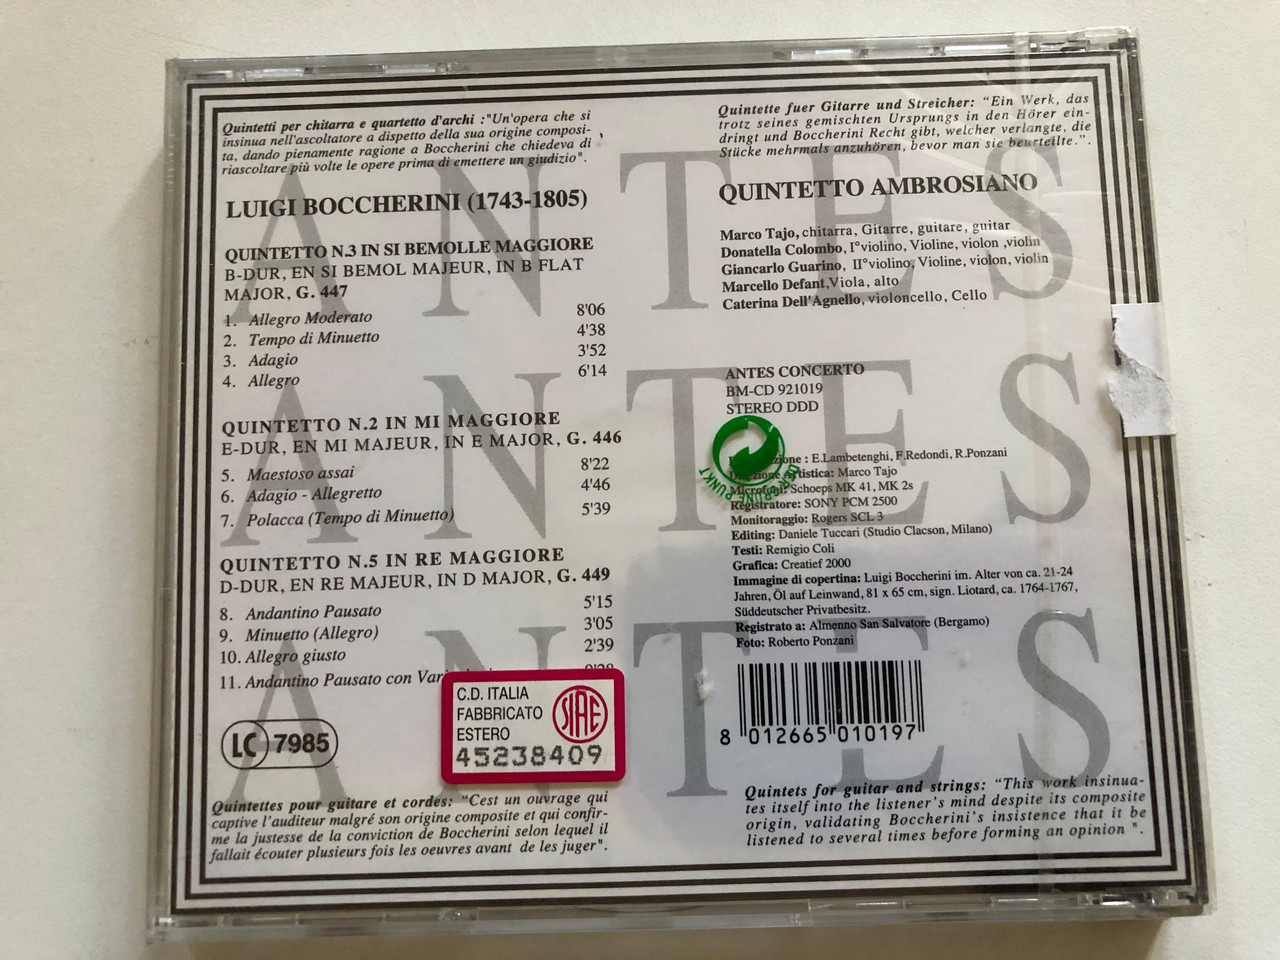 Quintetti per chitarra e quartetto d'archi :"Un'opera che si
insinua nell'ascoltatore a dispetto della sua origine composi-
ta, dando pienamente ragione a Boccherini che chiedeva di
riascoltare più volte le opere prima di emettere un giudizio".
LUIGI BOCCHERINI (1743-1805)
QUINTETTO N.3 IN SI BEMOLLE MAGGIORE
B-DUR, EN SI BEMOL MAJEUR, IN B FLAT
MAJOR, G. 447
1. Allegro Moderato 8'06
2. Tempo di Minuetto 4'38
3. Adagio 3'52
4. Allegro 6'14
QUINTETTO N.2 IN MI MAGGIORE
E-DUR, EN MI MAJEUR, IN E MAJOR, G. 446
5. Maestoso assai 8'22
6. Adagio - Allegretto 4'46
7. Polacca (Tempo di Minuetto) 5'39
QUINTETTO N.5 IN RE MAGGIORE
D-DUR, EN RE MAJEUR, IN D MAJOR, G. 449
8. Andantino Pausato 5'15
9. Minuetto (Allegro) 3'05
10. Allegro giusto 2'39
11. Andantino Pausato con
LC 7985
C.D. ITALIA
FABBRICATO
ESTERO
SIAE
45238409
Quintettes pour guitare et cordes: "Cest un ouvrage qui
captive l'auditeur malgré son origine composite et qui confir-
me la justesse de la conviction de Boccherini selon lequel il
fallait écouter plusieurs fois les oeuvres avant de les juger".
Quintette fuer Gitarre und Streicher: "Ein Werk, das
trotz seines gemischten Ursprungs in den Hörer ein-
dringt und Boccherini Recht gibt, welcher verlangte, die
Stücke mehrmals anzuhören, bevor man sie beurteilte.".
QUINTETTO AMBROSIANO
Marco Tajo, chitarra, Gitarre, guitare, guitar
Donatella Colombo, I°violino, Violine, violon ,violin
Giancarlo Guarino, II°violino, Violine, violon, violin
Marcello Defant,Viola, alto
Caterina Dell'Agnello, violoncello, Cello
ANTES CONCERTO
BM-CD 921019
STEREO DDD
DER GRÜNE PUNKT
: E.Lambetenghi, F.Redondi, R.Ponzani
Artistica: Marco Tajo
Microfoni: Schoeps MK 41, MK 2s
Registratore: SONY PCM 2500
Monitoraggio: Rogers SCL 3
Editing: Daniele Tuccari (Studio Clacson, Milano)
Testi: Remigio Coli
Grafica: Creatief 2000
Immagine di copertina: Luigi Boccherini im. Alter von ca. 21-24
Jahren, Öl auf Leinwand, 81 x 65 cm, sign. Liotard, ca. 1764-1767,
Süddeutscher Privatbesitz.
Registrato a: Almenno San Salvatore (Bergamo)
Foto: Roberto Ponzani
8 012665 010197
Quintets for guitar and strings: "This work insinua-
tes itself into the listener's mind despite its composite
origin, validating Boccherini's insistence that it be
listened to several times before forming an opinion ".
ANTES
ANTES
ANTES